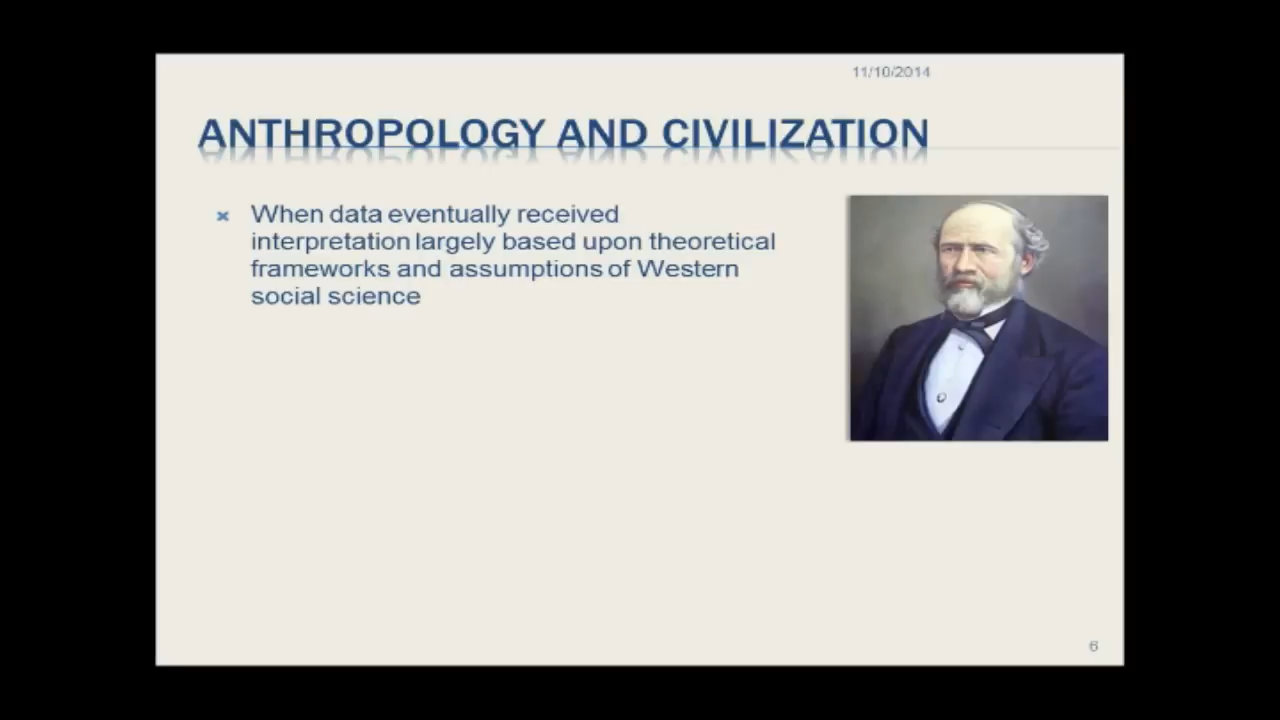 11/10/2014
ANTHROPOLOGY AND CIVILIZATION
When data eventually received
interpretation largely based upon theoretical
frameworks and assumptions of Western
social science
6